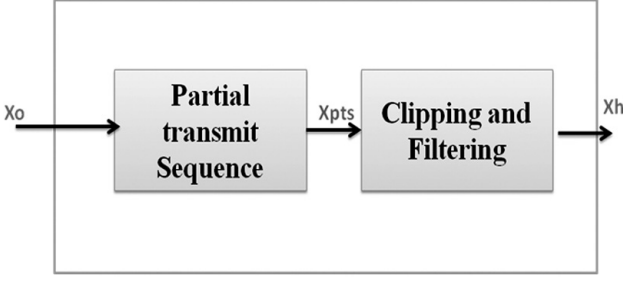 Xo
Partial
transmit
Sequence
Xpts
Clipping and
Filtering
Xh